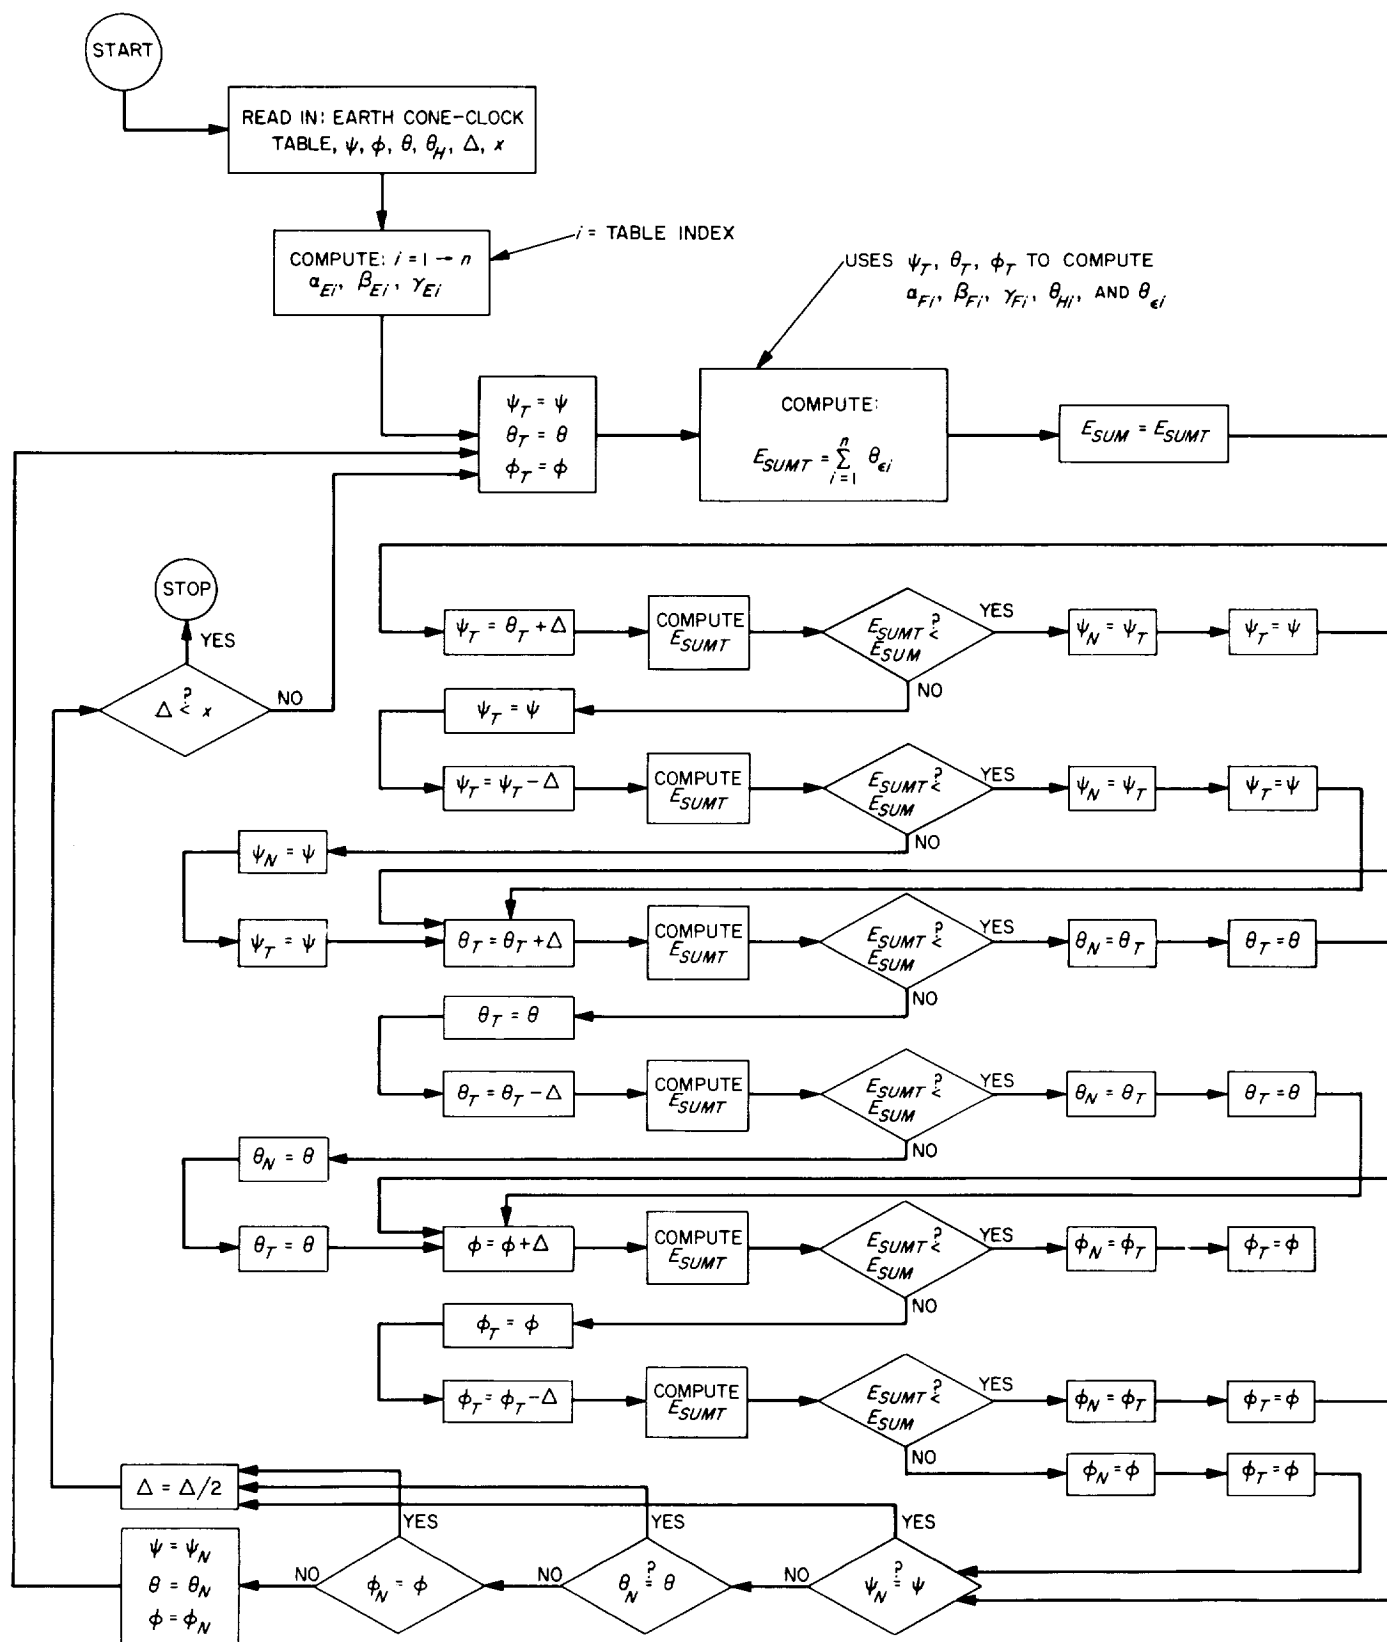 START
READ IN: EARTH CONE-CLOCK
TABLE, ψ, ϕ, θ, θ_H, Δ, x
COMPUTE: i = 1 → n
α_Ei, β_Ei, γ_Ei
i = TABLE INDEX
USES ψ_T, θ_T, ϕ_T TO COMPUTE
α_Fi, β_Fi, γ_Fi, θ_Hi, AND θ_ϵi
ψ_T = ψ
θ_T = θ
ϕ_T = ϕ
COMPUTE:
E_SUMT = n Σ i=1 θ_ϵi
E_SUM = E_SUMT
STOP
YES
Δ ?< x
NO
ψ_T = θ_T + Δ
COMPUTE
E_SUMT
E_SUMT ?<
E_SUM
YES
ψ_N = ψ_T
ψ_T = ψ
NO
ψ_T = ψ
ψ_T = ψ_T − Δ
COMPUTE
E_SUMT
E_SUMT ?<
E_SUM
YES
ψ_N = ψ_T
ψ_T = ψ
NO
ψ_N = ψ
ψ_T = ψ
θ_T = θ_T + Δ
COMPUTE
E_SUMT
E_SUMT ?<
E_SUM
YES
θ_N = θ_T
θ_T = θ
NO
θ_T = θ
θ_T = θ_T − Δ
COMPUTE
E_SUMT
E_SUMT ?<
E_SUM
YES
θ_N = θ_T
θ_T = θ
NO
θ_N = θ
θ_T = θ
ϕ = ϕ + Δ
COMPUTE
E_SUMT
E_SUMT ?<
E_SUM
YES
ϕ_N = ϕ_T
ϕ_T = ϕ
NO
ϕ_T = ϕ
ϕ_T = ϕ_T − Δ
COMPUTE
E_SUMT
E_SUMT ?<
E_SUM
YES
ϕ_N = ϕ_T
ϕ_T = ϕ
NO
ϕ_N = ϕ
ϕ_T = ϕ
Δ = Δ/2
YES
YES
YES
ψ = ψ_N
θ = θ_N
ϕ = ϕ_N
NO
ϕ_N = ϕ
NO
θ_N ?= θ
NO
ψ_N ?= ψ